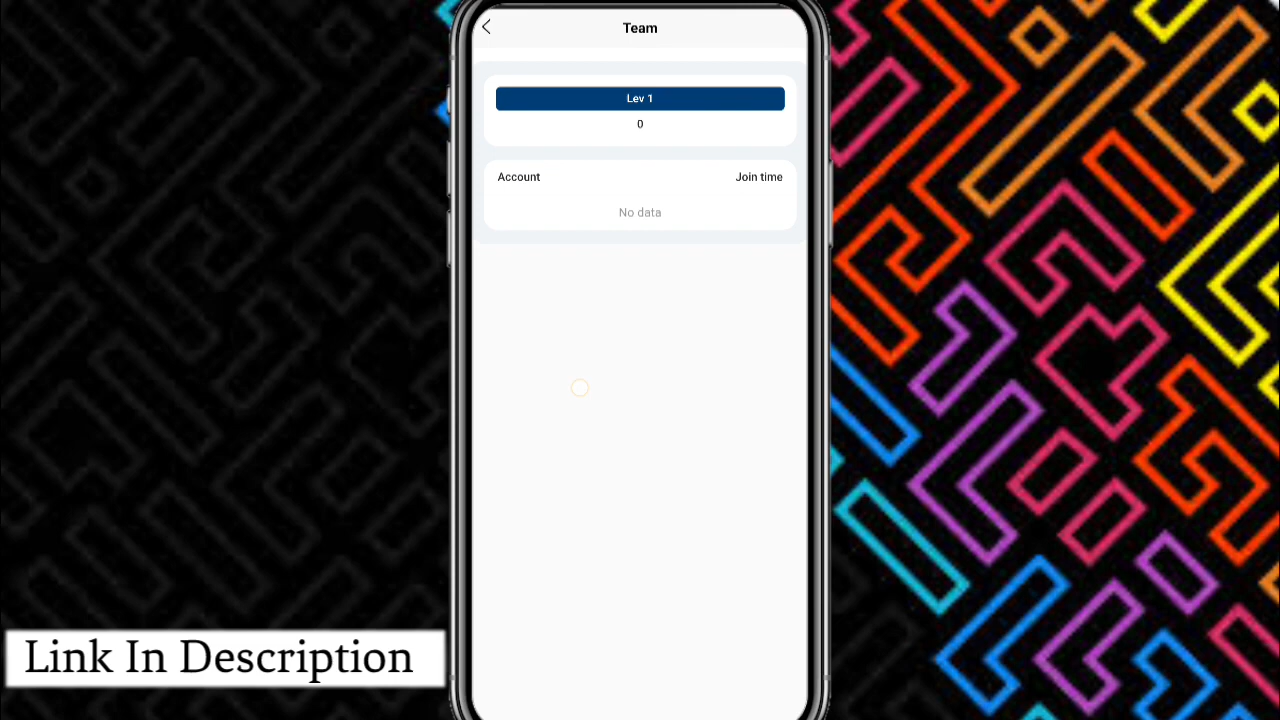 Team
Lev 1
0
Account Join time
No data
Link In Description